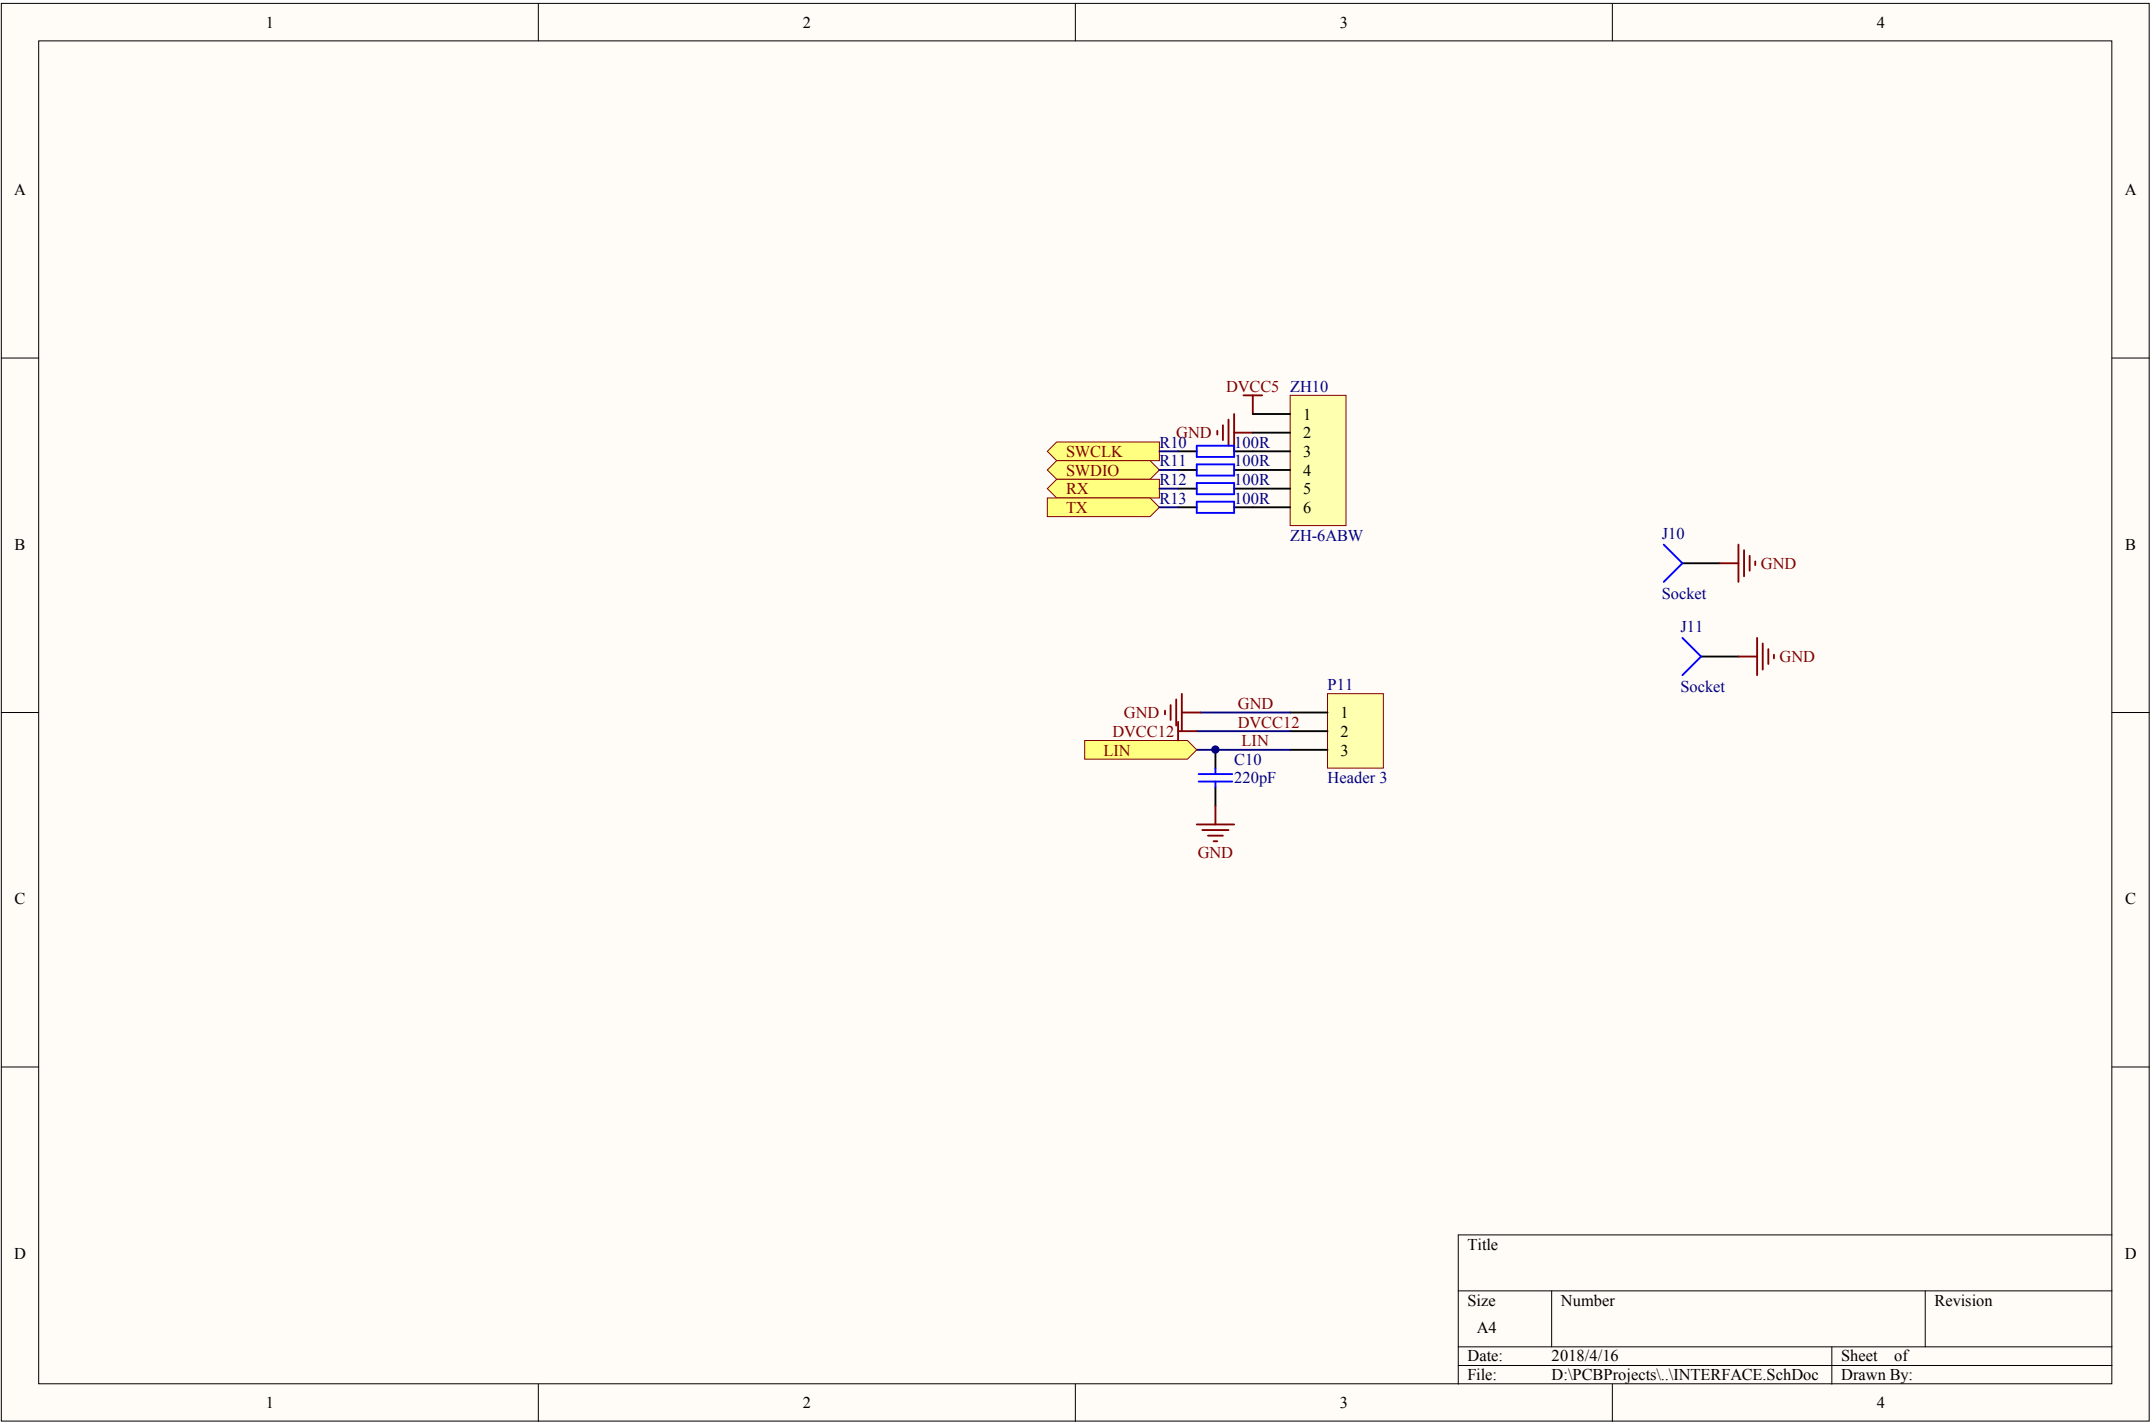 1 2 3 4
A A
DVCC5 ZH10
1
GND 2
SWCLK R10 100R 3
SWDIO R11 100R 4
RX R12 100R 5
TX R13 100R 6
ZH-6ABW
B B
J10
GND
Socket
J11
GND
Socket
P11
GND GND 1
DVCC12 DVCC12 2
LIN LIN 3
C10
220pF Header 3
GND
C C
D D
Title
Size Number Revision
A4
Date: 2018/4/16 Sheet of
File: D:\PCBProjects\..\INTERFACE.SchDoc Drawn By:
1 2 3 4